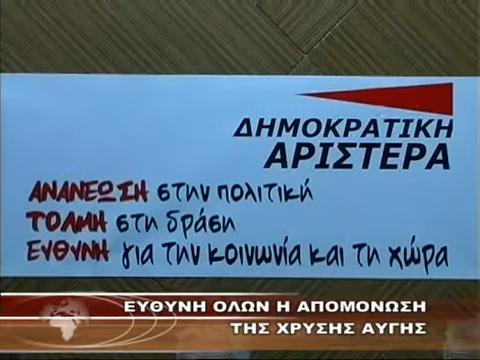 ΔΗΜΟΚΡΑΤΙΚΗ
ΑΡΙΣΤΕΡΑ
ΑΝΑΝΕΩΣΗ στην πολιτική
ΤΟΛΜΗ στη δράση
ΕΥΘΥΝΗ για την κοινωνία και τη χώρα
ΕΥΘΥΝΗ ΟΛΩΝ Η ΑΠΟΜΟΝΩΣΗ
ΤΗΣ ΧΡΥΣΗΣ ΑΥΓΗΣ